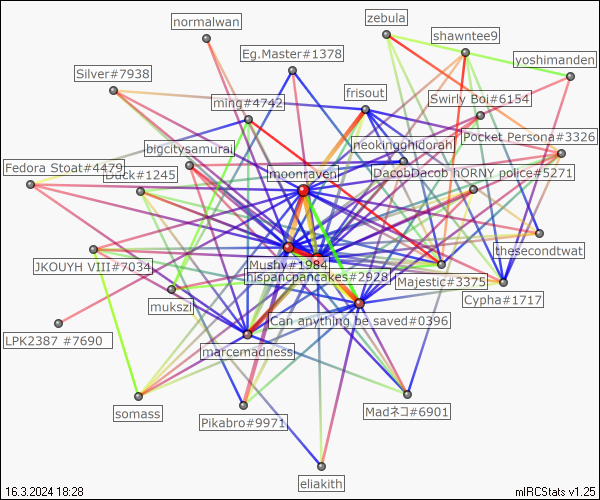 normalwan
zebula
shawntee9
Eg.Master#1378
yoshimanden
Silver#7938
frisout
Swirly Boi#6154
ming#4742
Pocket Persona#3326
neokingghidorah
bigcitysamurai
Fedora Stoat#4479
Duck#1245
moonraven
DacobDacob hORNY police#5271
thesecondtwat
JKOUYH VIII#7034
Mushy#1984
hispancpancakes#2928
Majestic#3375
Cypha#1717
mukszi
Can anything be saved#0396
LPK2387 #7690
marcemadness
somass
Pikabro#9971
Madネコ#6901
eliakith
16.3.2024 18:28
mIRCStats v1.25